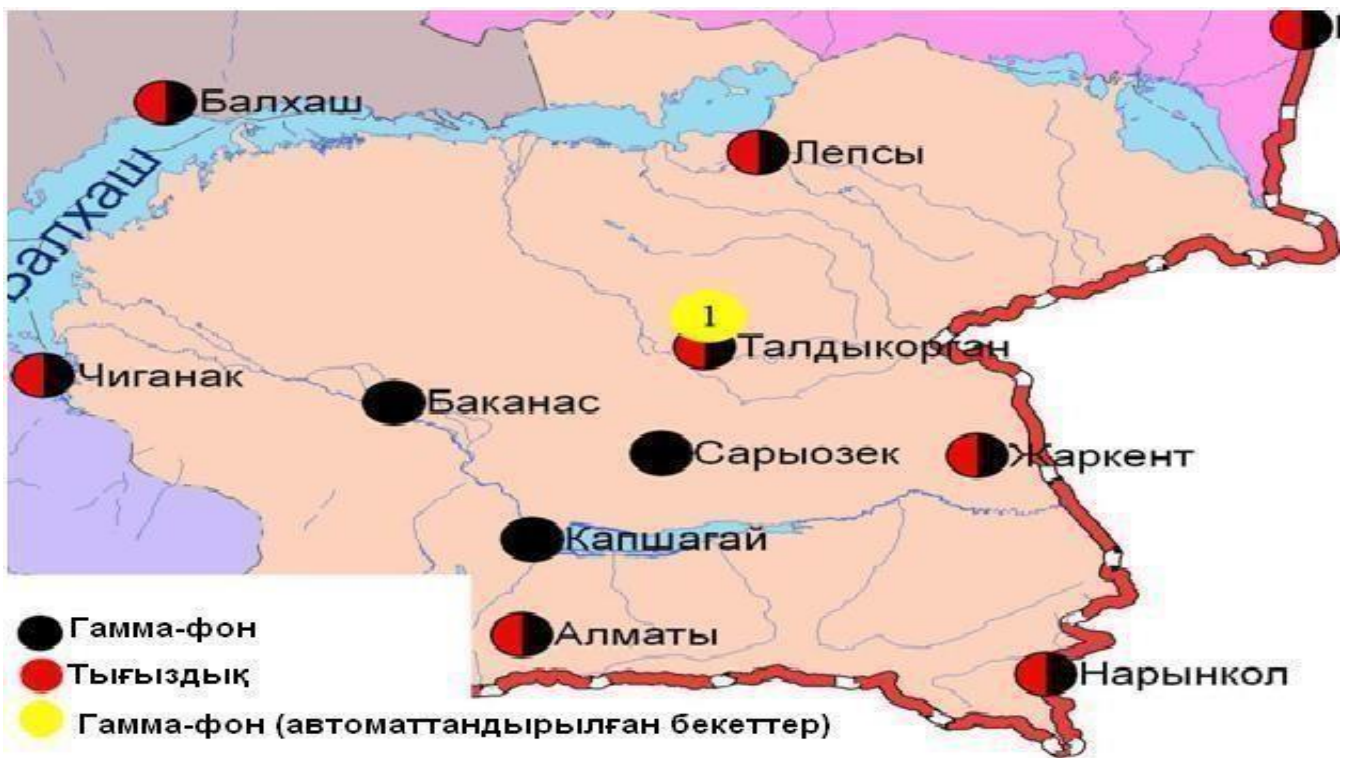 Балхаш
Лепсы
Балхаш
1
Талдыкорган
Чиганак
Баканас
Сарыозек
Жаркент
Капшагай
Алматы
Нарынкол
Гамма-фон
Тығыздық
Гамма-фон (автоматтандырылған бекеттер)